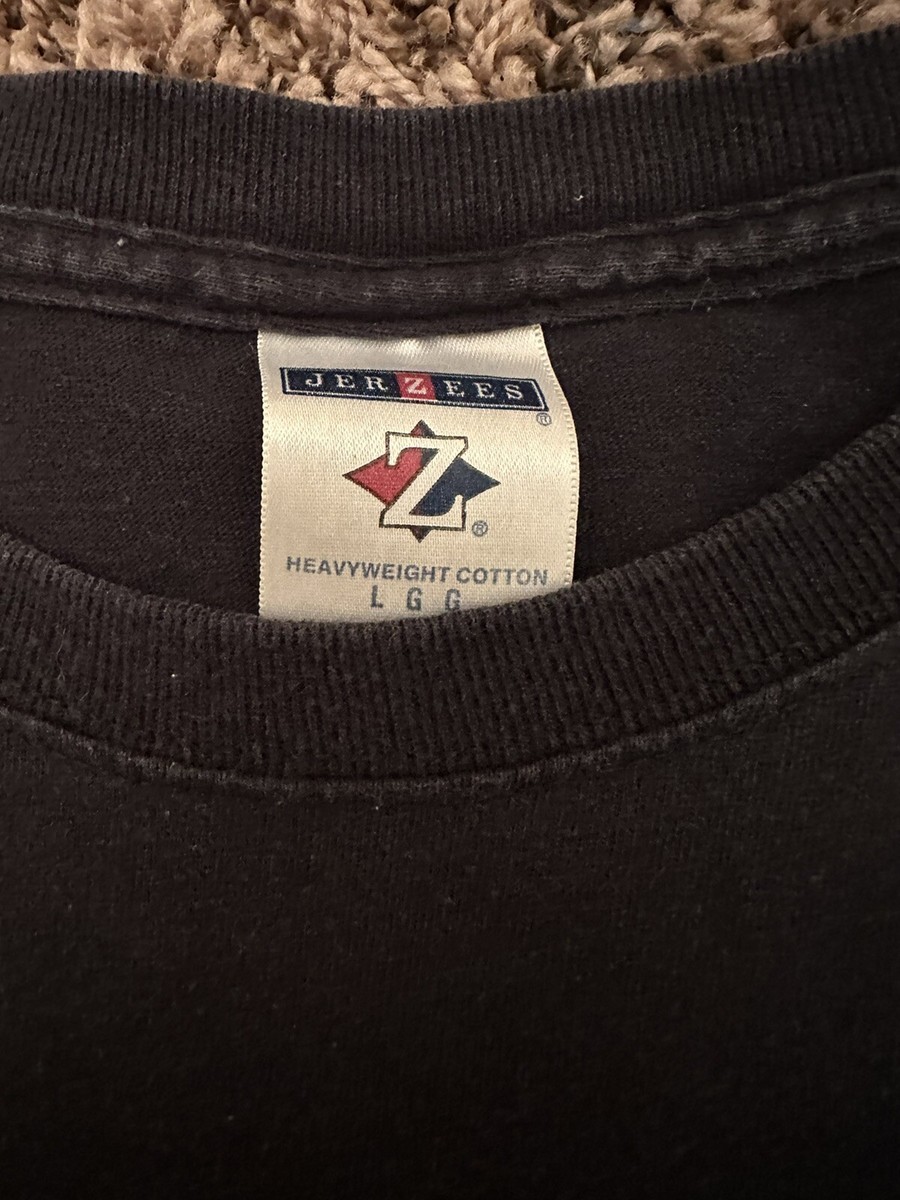 JERZEES®
Z®
HEAVYWEIGHT COTTON
L G G